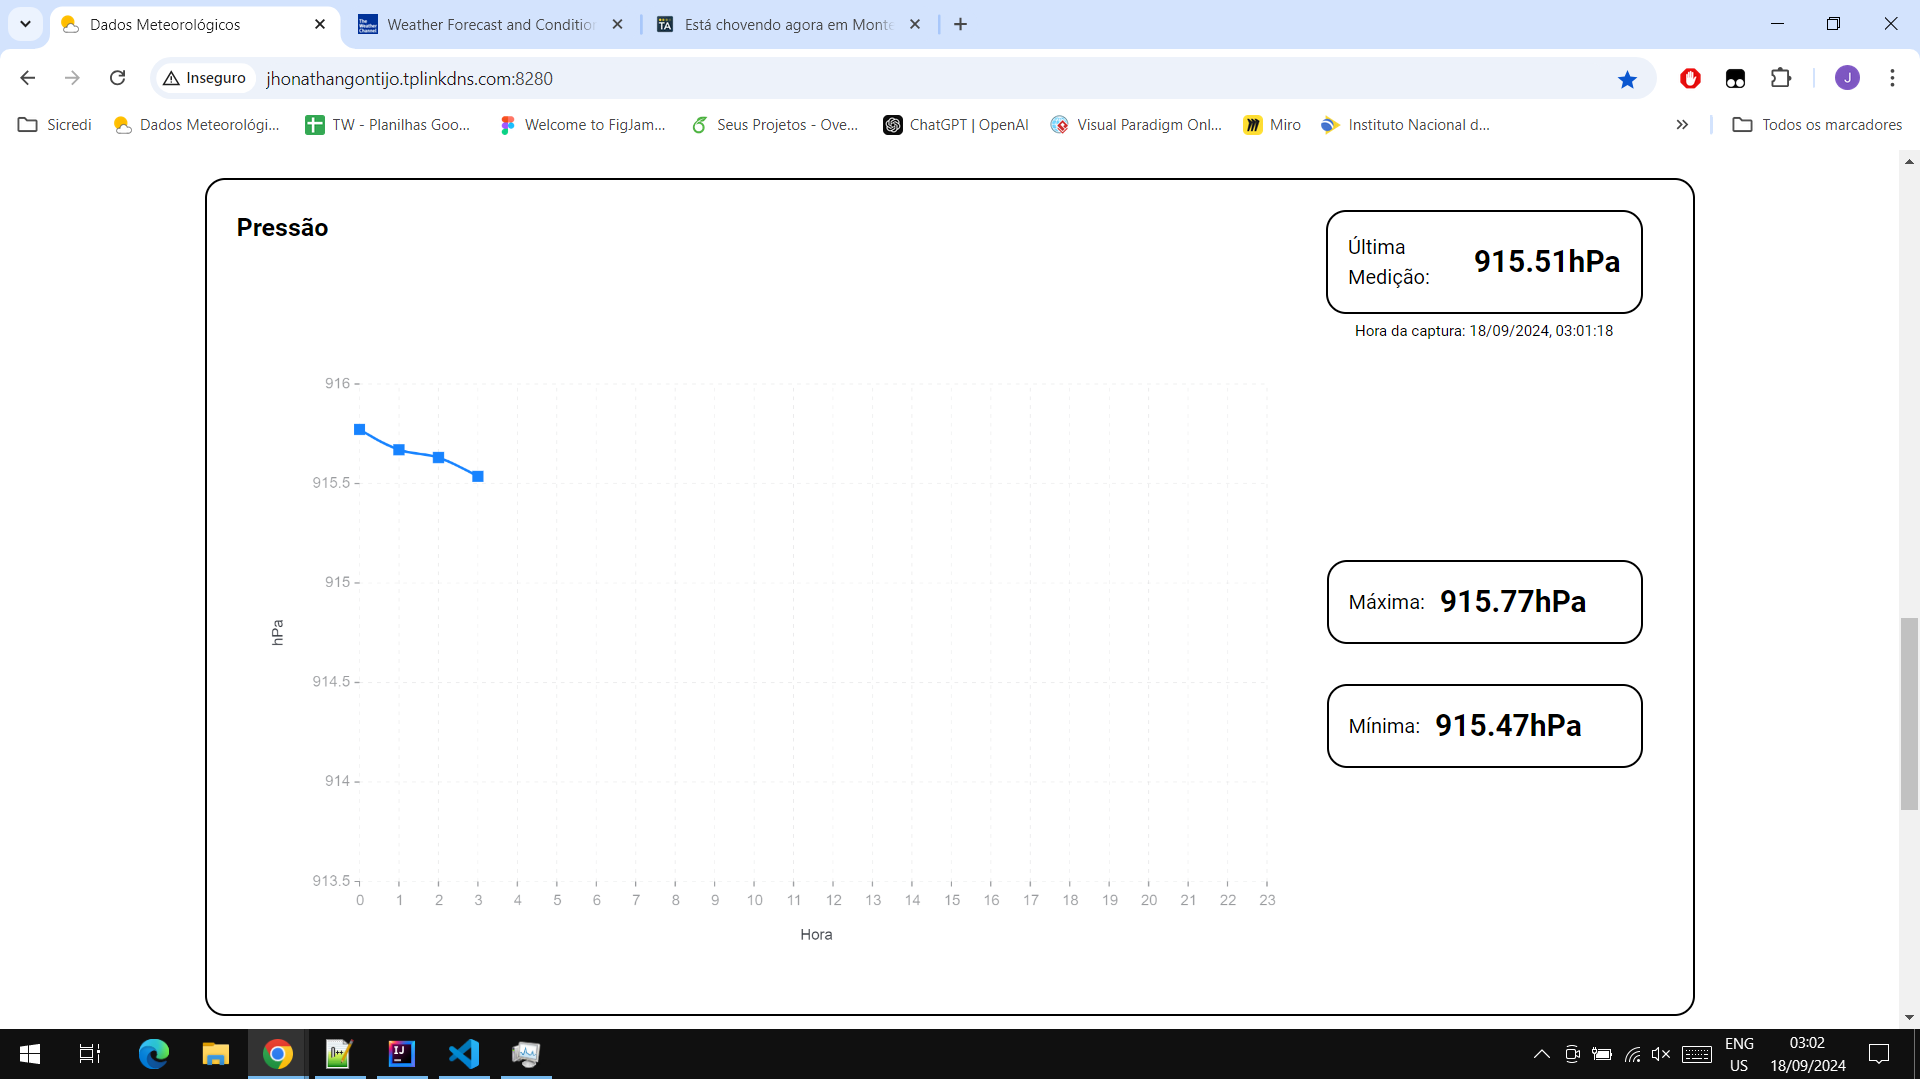 Dados Meteorológicos
Weather Forecast and Conditio
Está chovendo agora em Monte
Inseguro
jhonathangontijo.tplinkdns.com:8280
J
Sicredi
Dados Meteorológi...
TW - Planilhas Goo...
Welcome to FigJam...
Seus Projetos - Ove...
ChatGPT | OpenAI
Visual Paradigm Onl...
Miro
Instituto Nacional d...
Todos os marcadores
Pressão
Última
Medição:
915.51hPa
Hora da captura: 18/09/2024, 03:01:18
916
915.5
915
914.5
914
913.5
hPa
0 1 2 3 4 5 6 7 8 9 10 11 12 13 14 15 16 17 18 19 20 21 22 23
Hora
Máxima: 915.77hPa
Mínima: 915.47hPa
ENG
US
03:02
18/09/2024